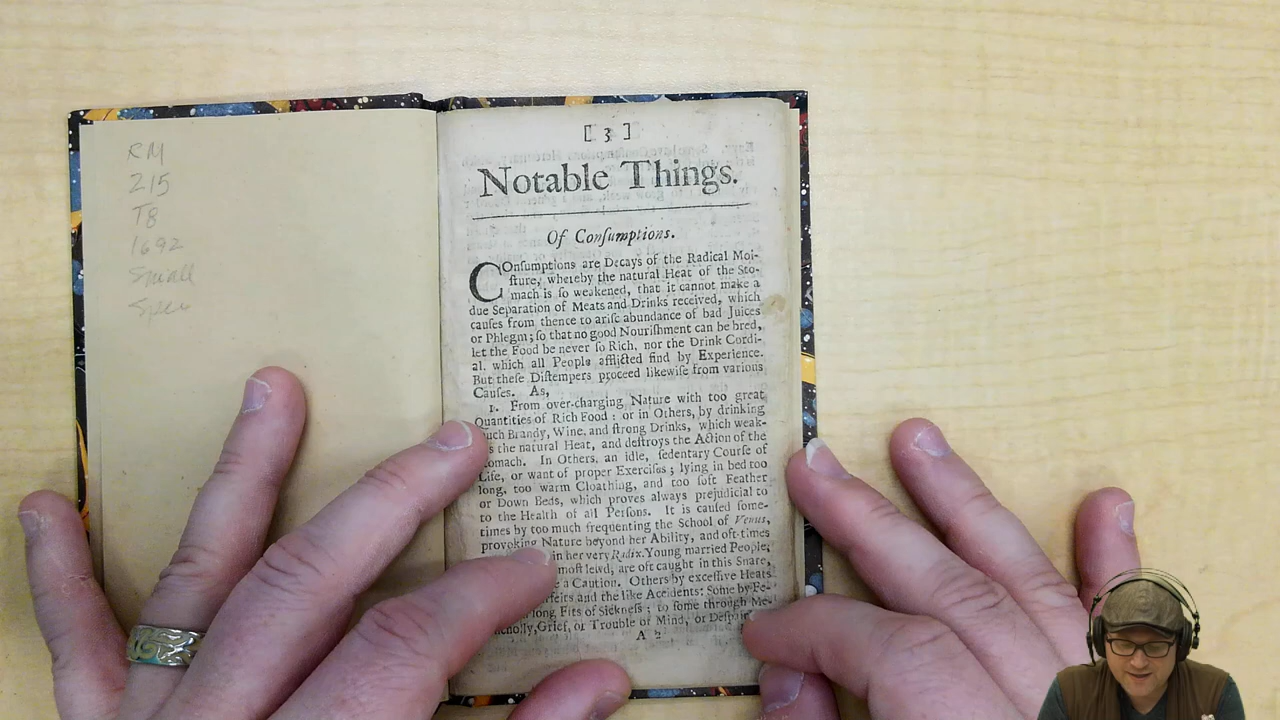 RM
215
T8
1692
Small
Spec
[ 3 ]
Notable Things.
Of Conſumptions.
COnſumptions are Decays of the Radical Moi-
ſture, whereby the natural Heat of the Sto-
mach is ſo weakened, that it cannot make a
due Separation of Meats and Drinks received, which
cauſes from thence to ariſe abundance of bad Juices
or Phlegm; ſo that no good Nouriſhment can be bred,
let the Food be never ſo Rich, nor the Drink Cordi-
al, which all People afflicted find by Experience.
But theſe Diſtempers proceed likewiſe from various
Cauſes. As,
1. From over-charging Nature with too great
Quantities of Rich Food: or in Others, by drinking
uch Brandy, Wine, and ſtrong Drinks, which weak-
s the natural Heat, and deſtroys the Action of the
tomach. In Others, an idle, ſedentary Courſe of
Life, or want of proper Exerciſes; lying in bed too
long, too warm Cloathing, and too ſoft Feather
or Down Beds, which proves always prejudicial to
to the Health of all Perſons. It is cauſed ſome-
times by too much frequenting the School of Venus,
provoking Nature beyond her Ability, and oft-times
in her very Radix. Young married People,
moſt lewd, are oft caught in this Snare,
e a Caution. Others by exceſſive Heats
rfeits and the like Accidents; Some by Fe-
long Fits of Sickneſs; to ſome through Me-
ncholly, Grief, or Trouble of Mind, or Deſpair
A 2